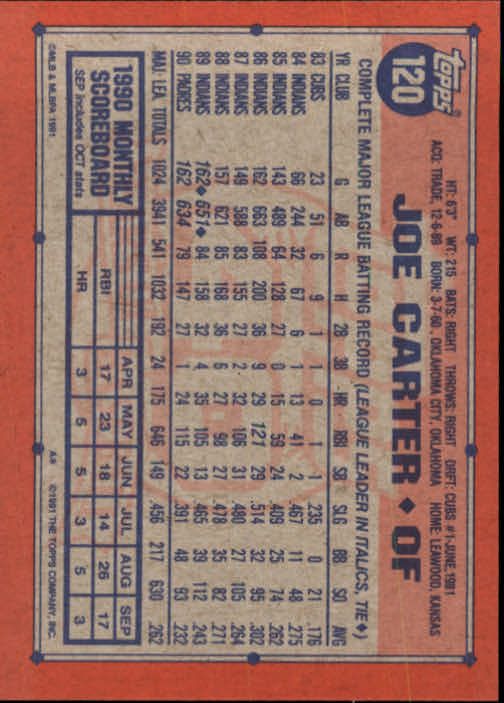 topps
120
JOE CARTER ◆ OF
HT: 6'3" WT: 215 BATS: RIGHT THROWS: RIGHT DRFT: CUBS #1-JUNE, 1981
ACQ: TRADE, 12-6-89 BORN: 3-7-60, OKLAHOMA CITY, OKLAHOMA HOME: LEAWOOD, KANSAS
COMPLETE MAJOR LEAGUE BATTING RECORD (LEAGUE LEADER IN ITALICS, TIE◆)
YR CLUB G AB R H 2B 3B HR RBI SB SLG BB SO AVG
83 CUBS 23 51 6 9 1 1 0 1 1 .235 0 21 .176
84 INDIANS 66 244 32 67 6 1 13 41 2 .467 11 48 .275
85 INDIANS 143 489 64 128 27 0 15 59 24 .409 25 74 .262
86 INDIANS 162 663 108 200 36 9 29 121 29 .514 32 95 .302
87 INDIANS 149 588 83 155 27 2 32 106 31 .480 27 105 .264
88 INDIANS 157 621 85 168 36 6 27 98 27 .478 35 82 .271
89 INDIANS 162◆ 651◆ 84 158 32 4 35 105 13 .465 39 112 .243
90 PADRES 162 634 79 147 27 1 24 115 22 .391 48 93 .232
MAJ. LEA. TOTALS 1024 3941 541 1032 192 24 175 646 149 .456 217 630 .262
1990 MONTHLY
SCOREBOARD
SEP includes OCT stats
APR MAY JUN JUL AUG SEP
RBI 17 23 18 14 26 17
HR 3 5 5 3 5 3
©MLB & MLBPA 1991 A* ©1991 THE TOPPS COMPANY, INC.